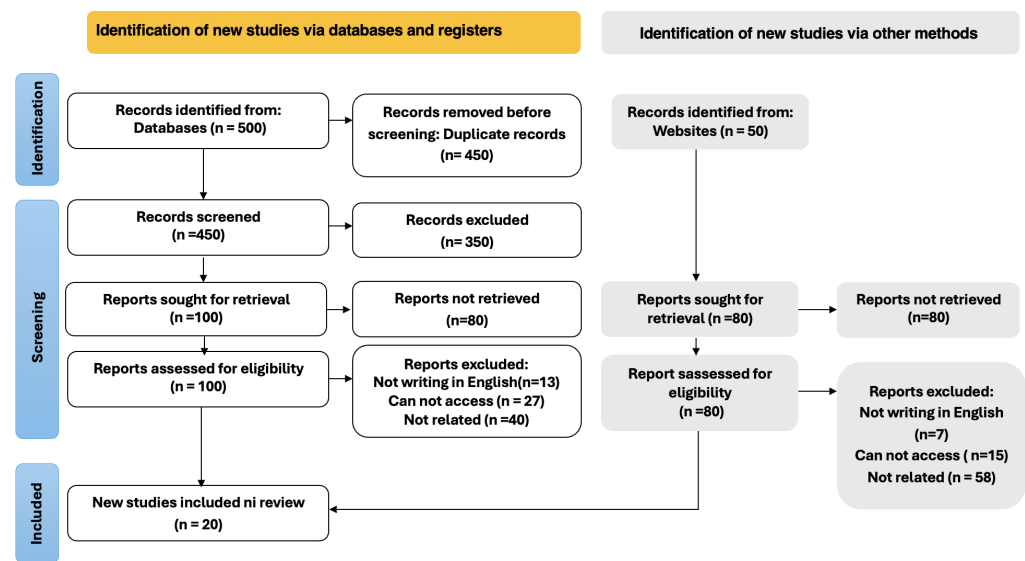 Identification of new studies via databases and registers
Identification of new studies via other methods
Identification
Records identified from:
Databases (n = 500)
Records removed before
screening: Duplicate records
(n= 450)
Records identified from:
Websites (n = 50)
Screening
Records screened
(n =450)
Records excluded
(n= 350)
Reports sought for retrieval
(n =100)
Reports not retrieved
(n=80)
Reports sought for
retrieval (n =80)
Reports not retrieved
(n=80)
Reports assessed for eligibility
(n = 100)
Reports excluded:
Not writing in English(n=13)
Can not access (n = 27)
Not related (n =40)
Report sassessed for
eligibility
(n =80)
Reports excluded:
Not writing in English
(n=7)
Can not access ( n=15)
Not related (n = 58)
Included
New studies included ni review
(n = 20)